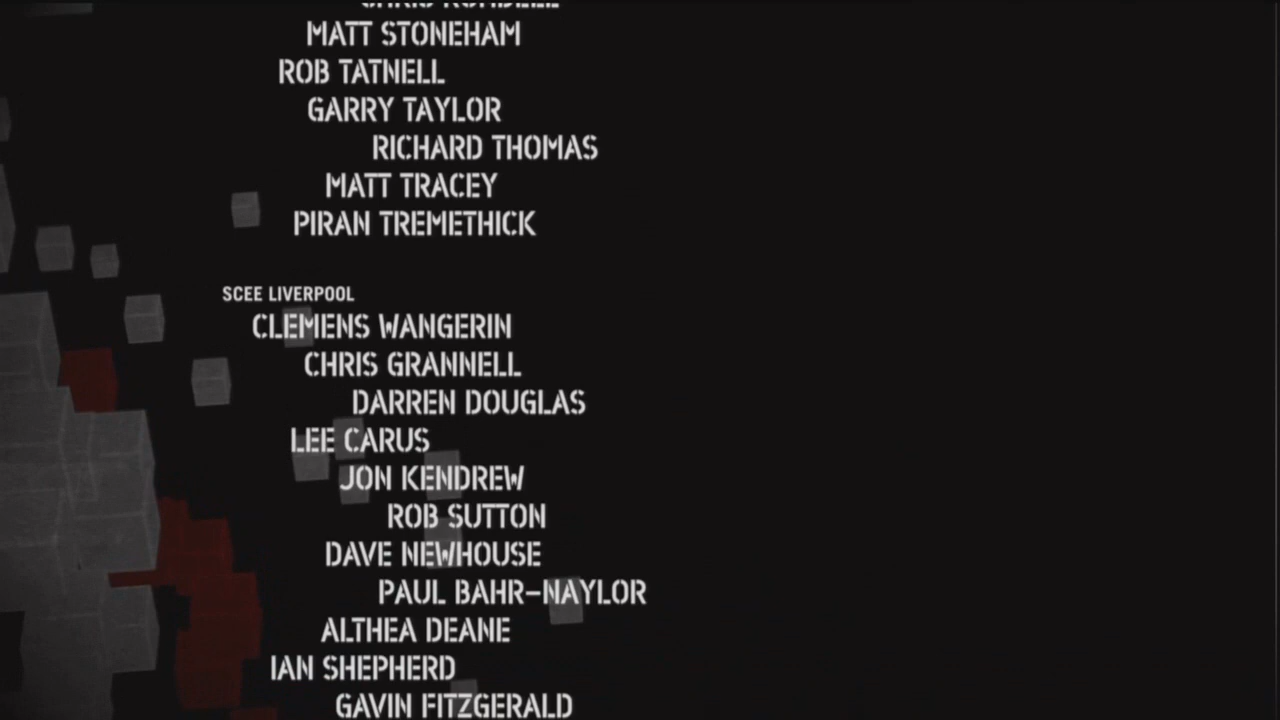 MATT STONEHAM
ROB TATNELL
GARRY TAYLOR
RICHARD THOMAS
MATT TRACEY
PIRAN TREMETHICK
SCEE LIVERPOOL
CLEMENS WANGERIN
CHRIS GRANNELL
DARREN DOUGLAS
LEE CARUS
JON KENDREW
ROB SUTTON
DAVE NEWHOUSE
PAUL BAHR-NAYLOR
ALTHEA DEANE
IAN SHEPHERD
GAVIN FITZGERALD